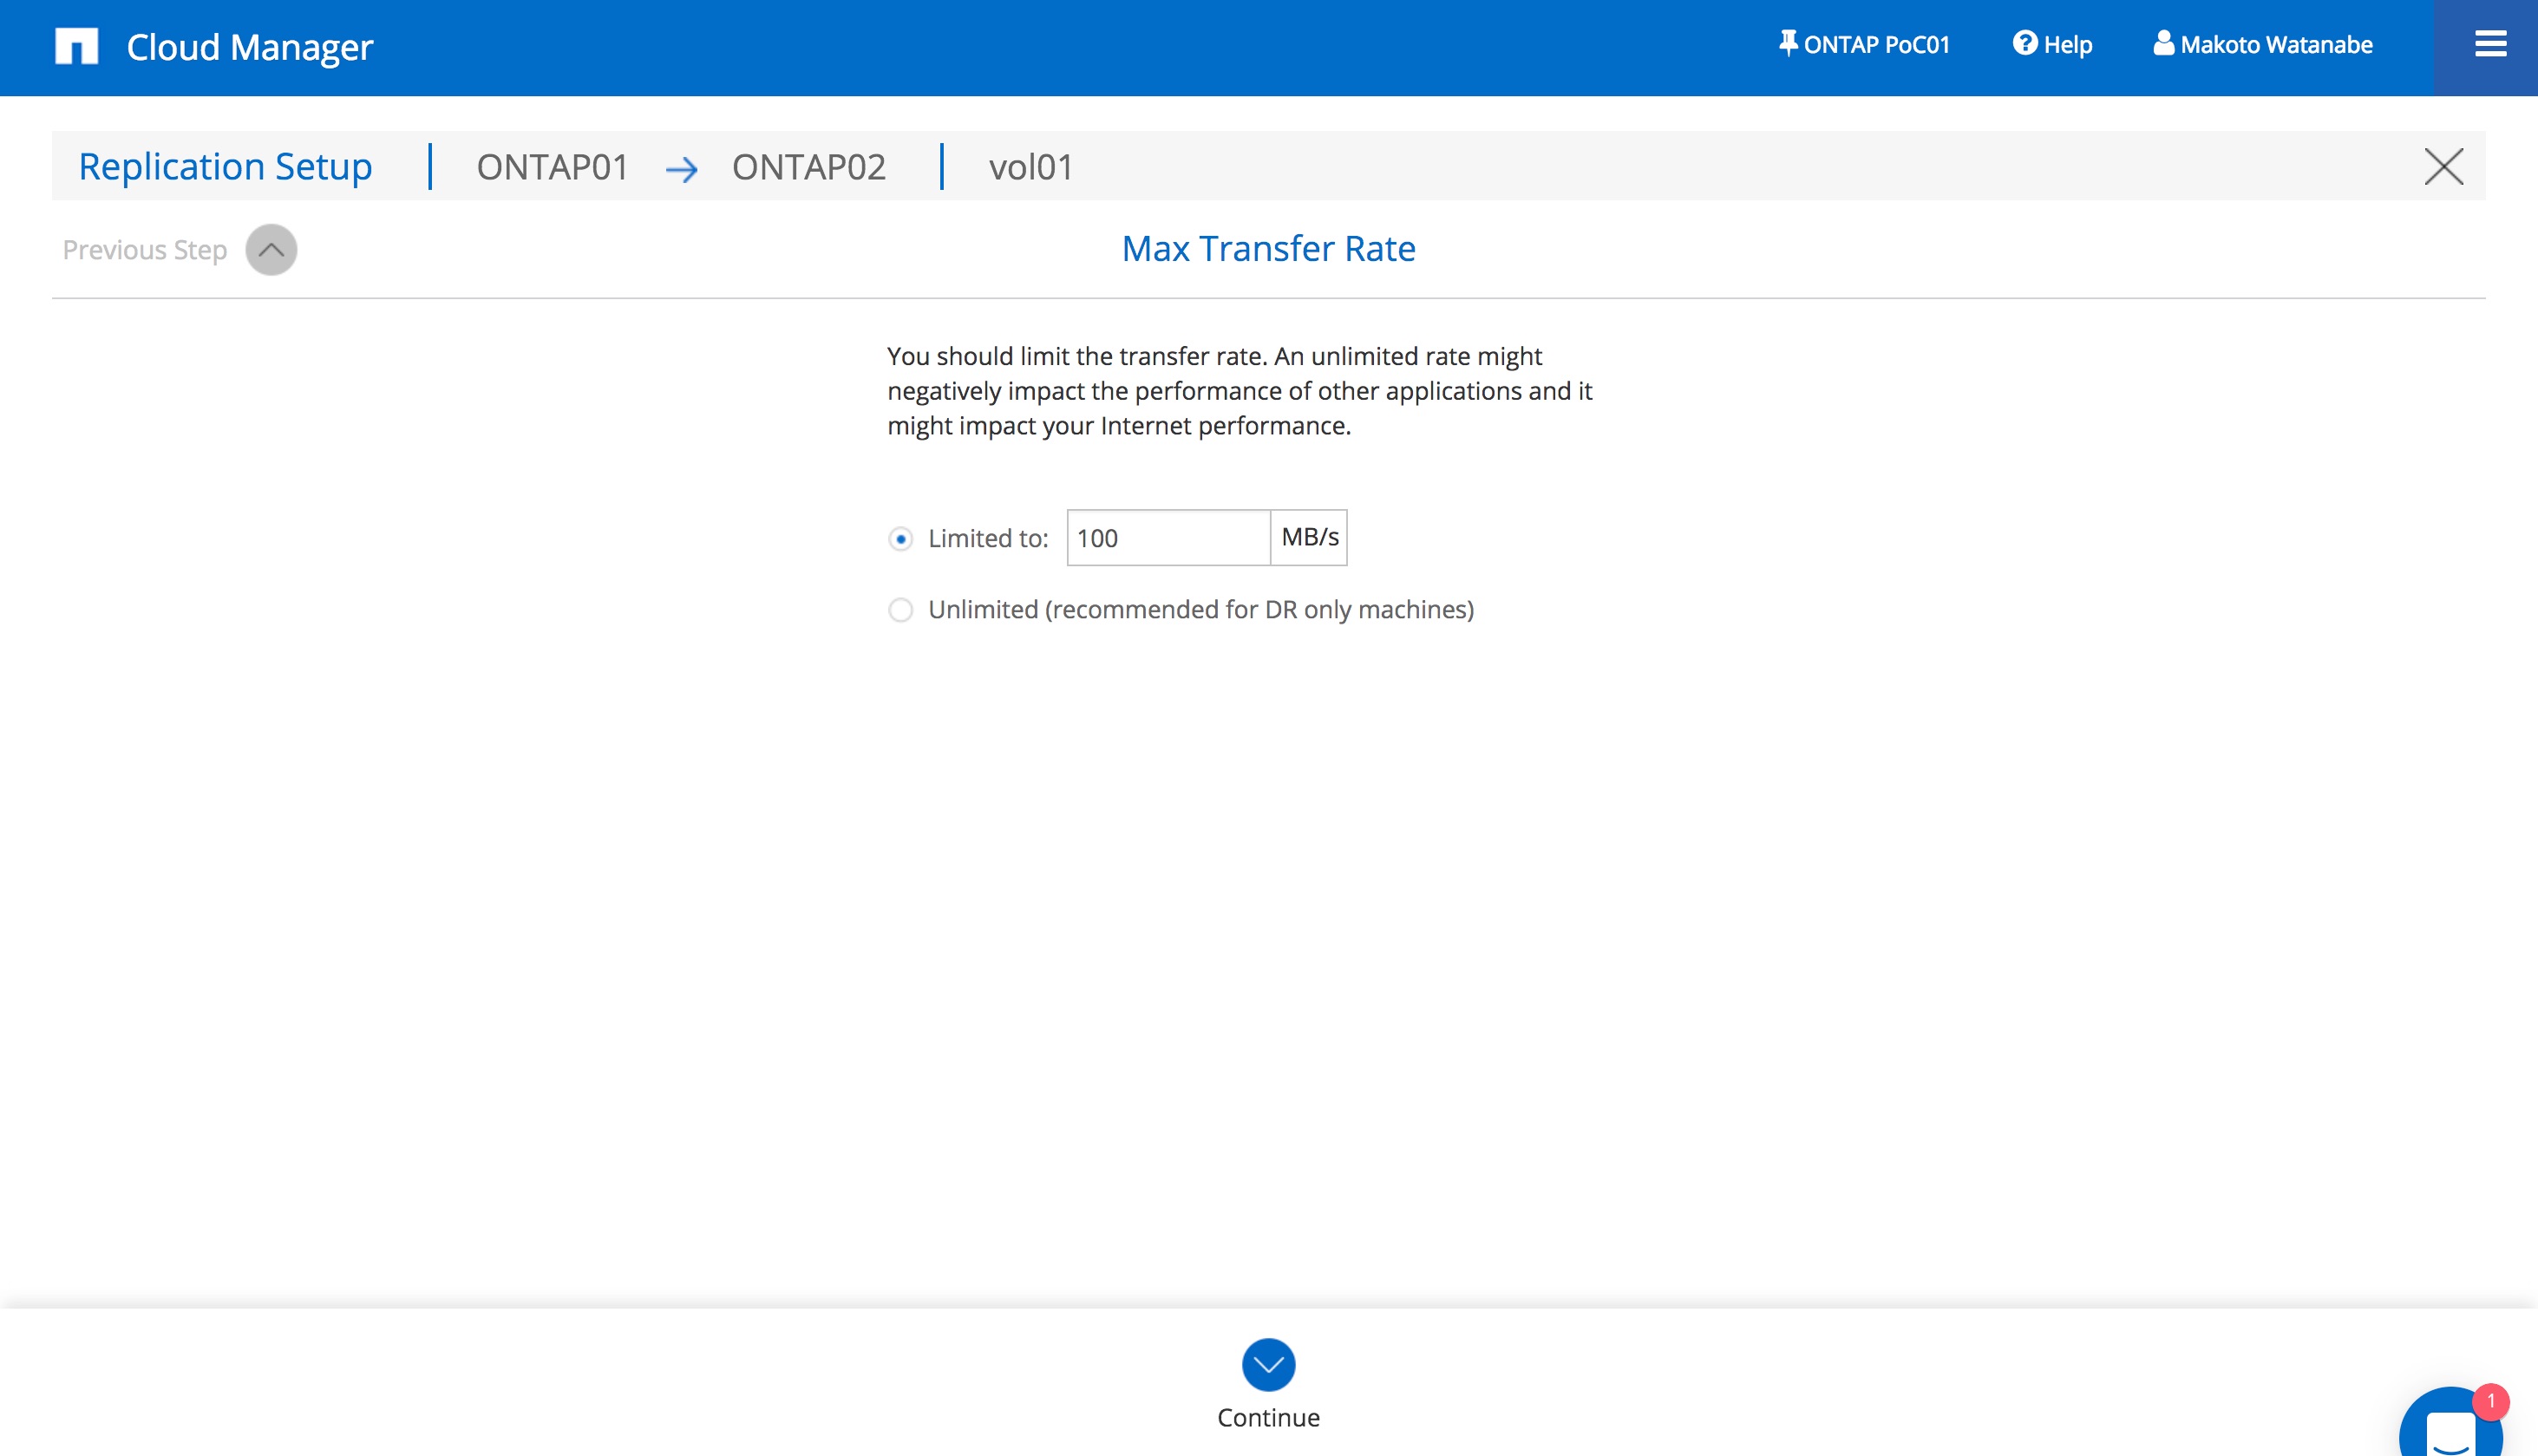 Cloud Manager
ONTAP PoC01
Help
Makoto Watanabe
Replication Setup
ONTAP01 → ONTAP02
vol01
Previous Step
Max Transfer Rate
You should limit the transfer rate. An unlimited rate might
negatively impact the performance of other applications and it
might impact your Internet performance.
Limited to: 100 MB/s
Unlimited (recommended for DR only machines)
Continue
1